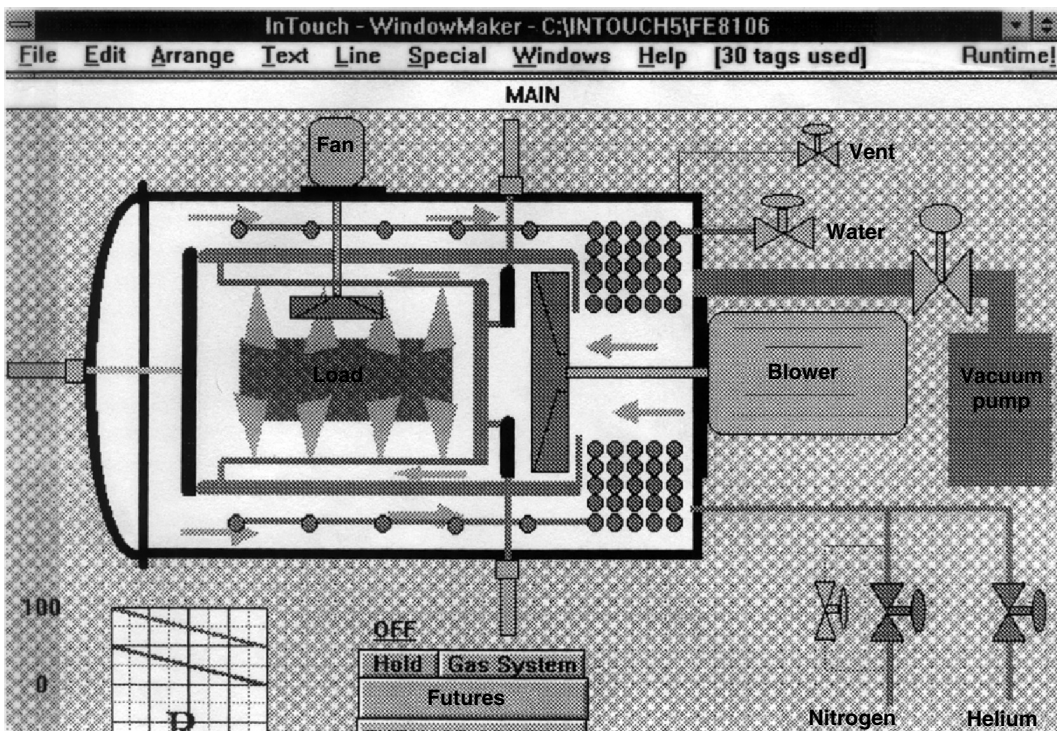 InTouch - WindowMaker - C:\INTOUCH5\FE8106
File Edit Arrange Text Line Special Windows Help [30 tags used] Runtime!
MAIN
Fan
Vent
Water
Load
Blower
Vacuum
pump
100
OFF
Hold Gas System
0
Futures
Nitrogen Helium